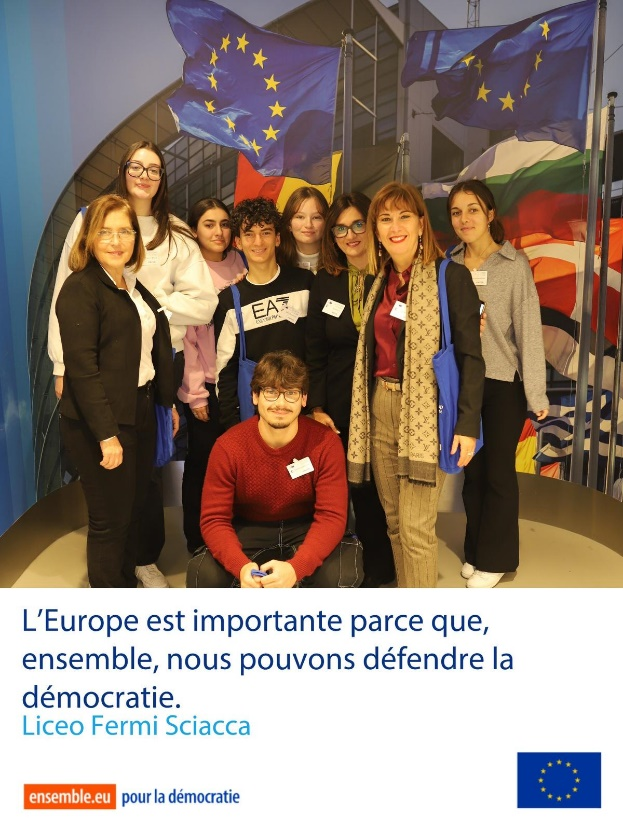 EA7
L’Europe est importante parce que,
ensemble, nous pouvons défendre la
démocratie.
Liceo Fermi Sciacca
ensemble.eu pour la démocratie